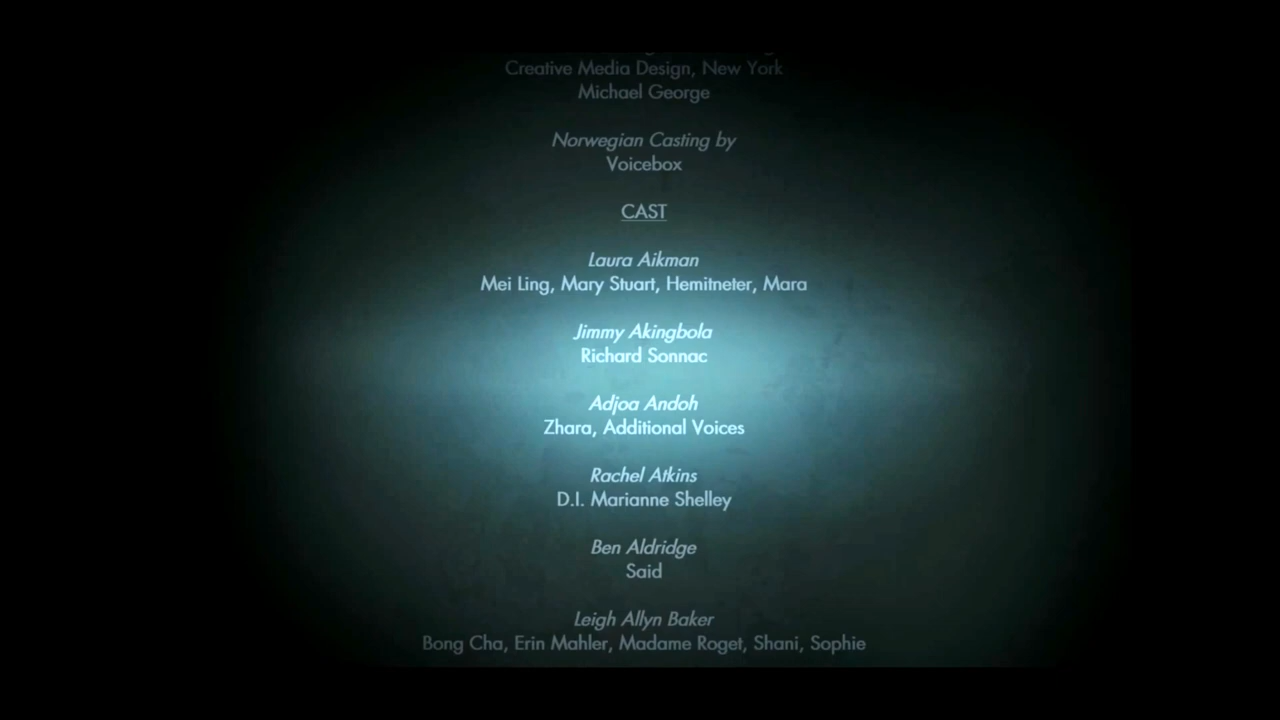 Creative Media Design, New York
Michael George
Norwegian Casting by
Voicebox
CAST
Laura Aikman
Mei Ling, Mary Stuart, Hemitneter, Mara
Jimmy Akingbola
Richard Sonnac
Adjoa Andoh
Zhara, Additional Voices
Rachel Atkins
D.I. Marianne Shelley
Ben Aldridge
Said
Leigh Allyn Baker
Bong Cha, Erin Mahler, Madame Roget, Shani, Sophie